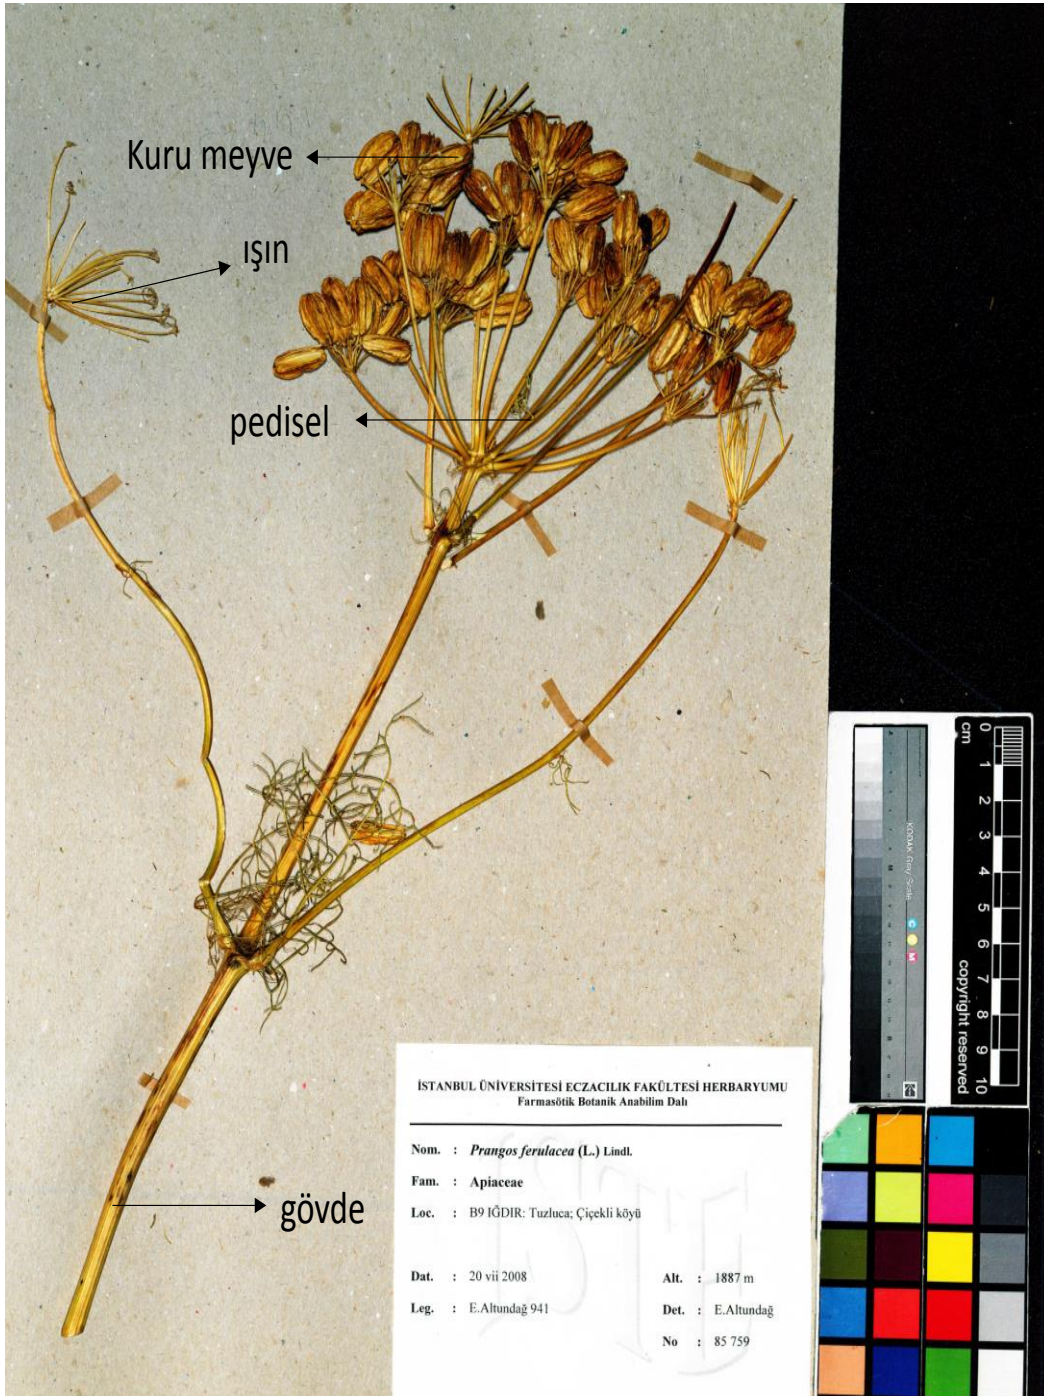 Kuru meyve
ışın
pedisel
gövde
İSTANBUL ÜNİVERSİTESİ ECZACILIK FAKÜLTESİ HERBARYUMU
Farmasötik Botanik Anabilim Dalı
Nom. : Prangos ferulacea (L.) Lindl.
Fam. : Apiaceae
Loc. : B9 IĞDIR: Tuzluca; Çiçekli köyü
Dat. : 20 vii 2008 Alt. : 1887 m
Leg. : E.Altundağ 941 Det. : E.Altundağ
No : 85 759
0 1 2 3 4 5 6 7 8 9 10
cm
copyright reserved
KODAK Gray Scale
C Y M